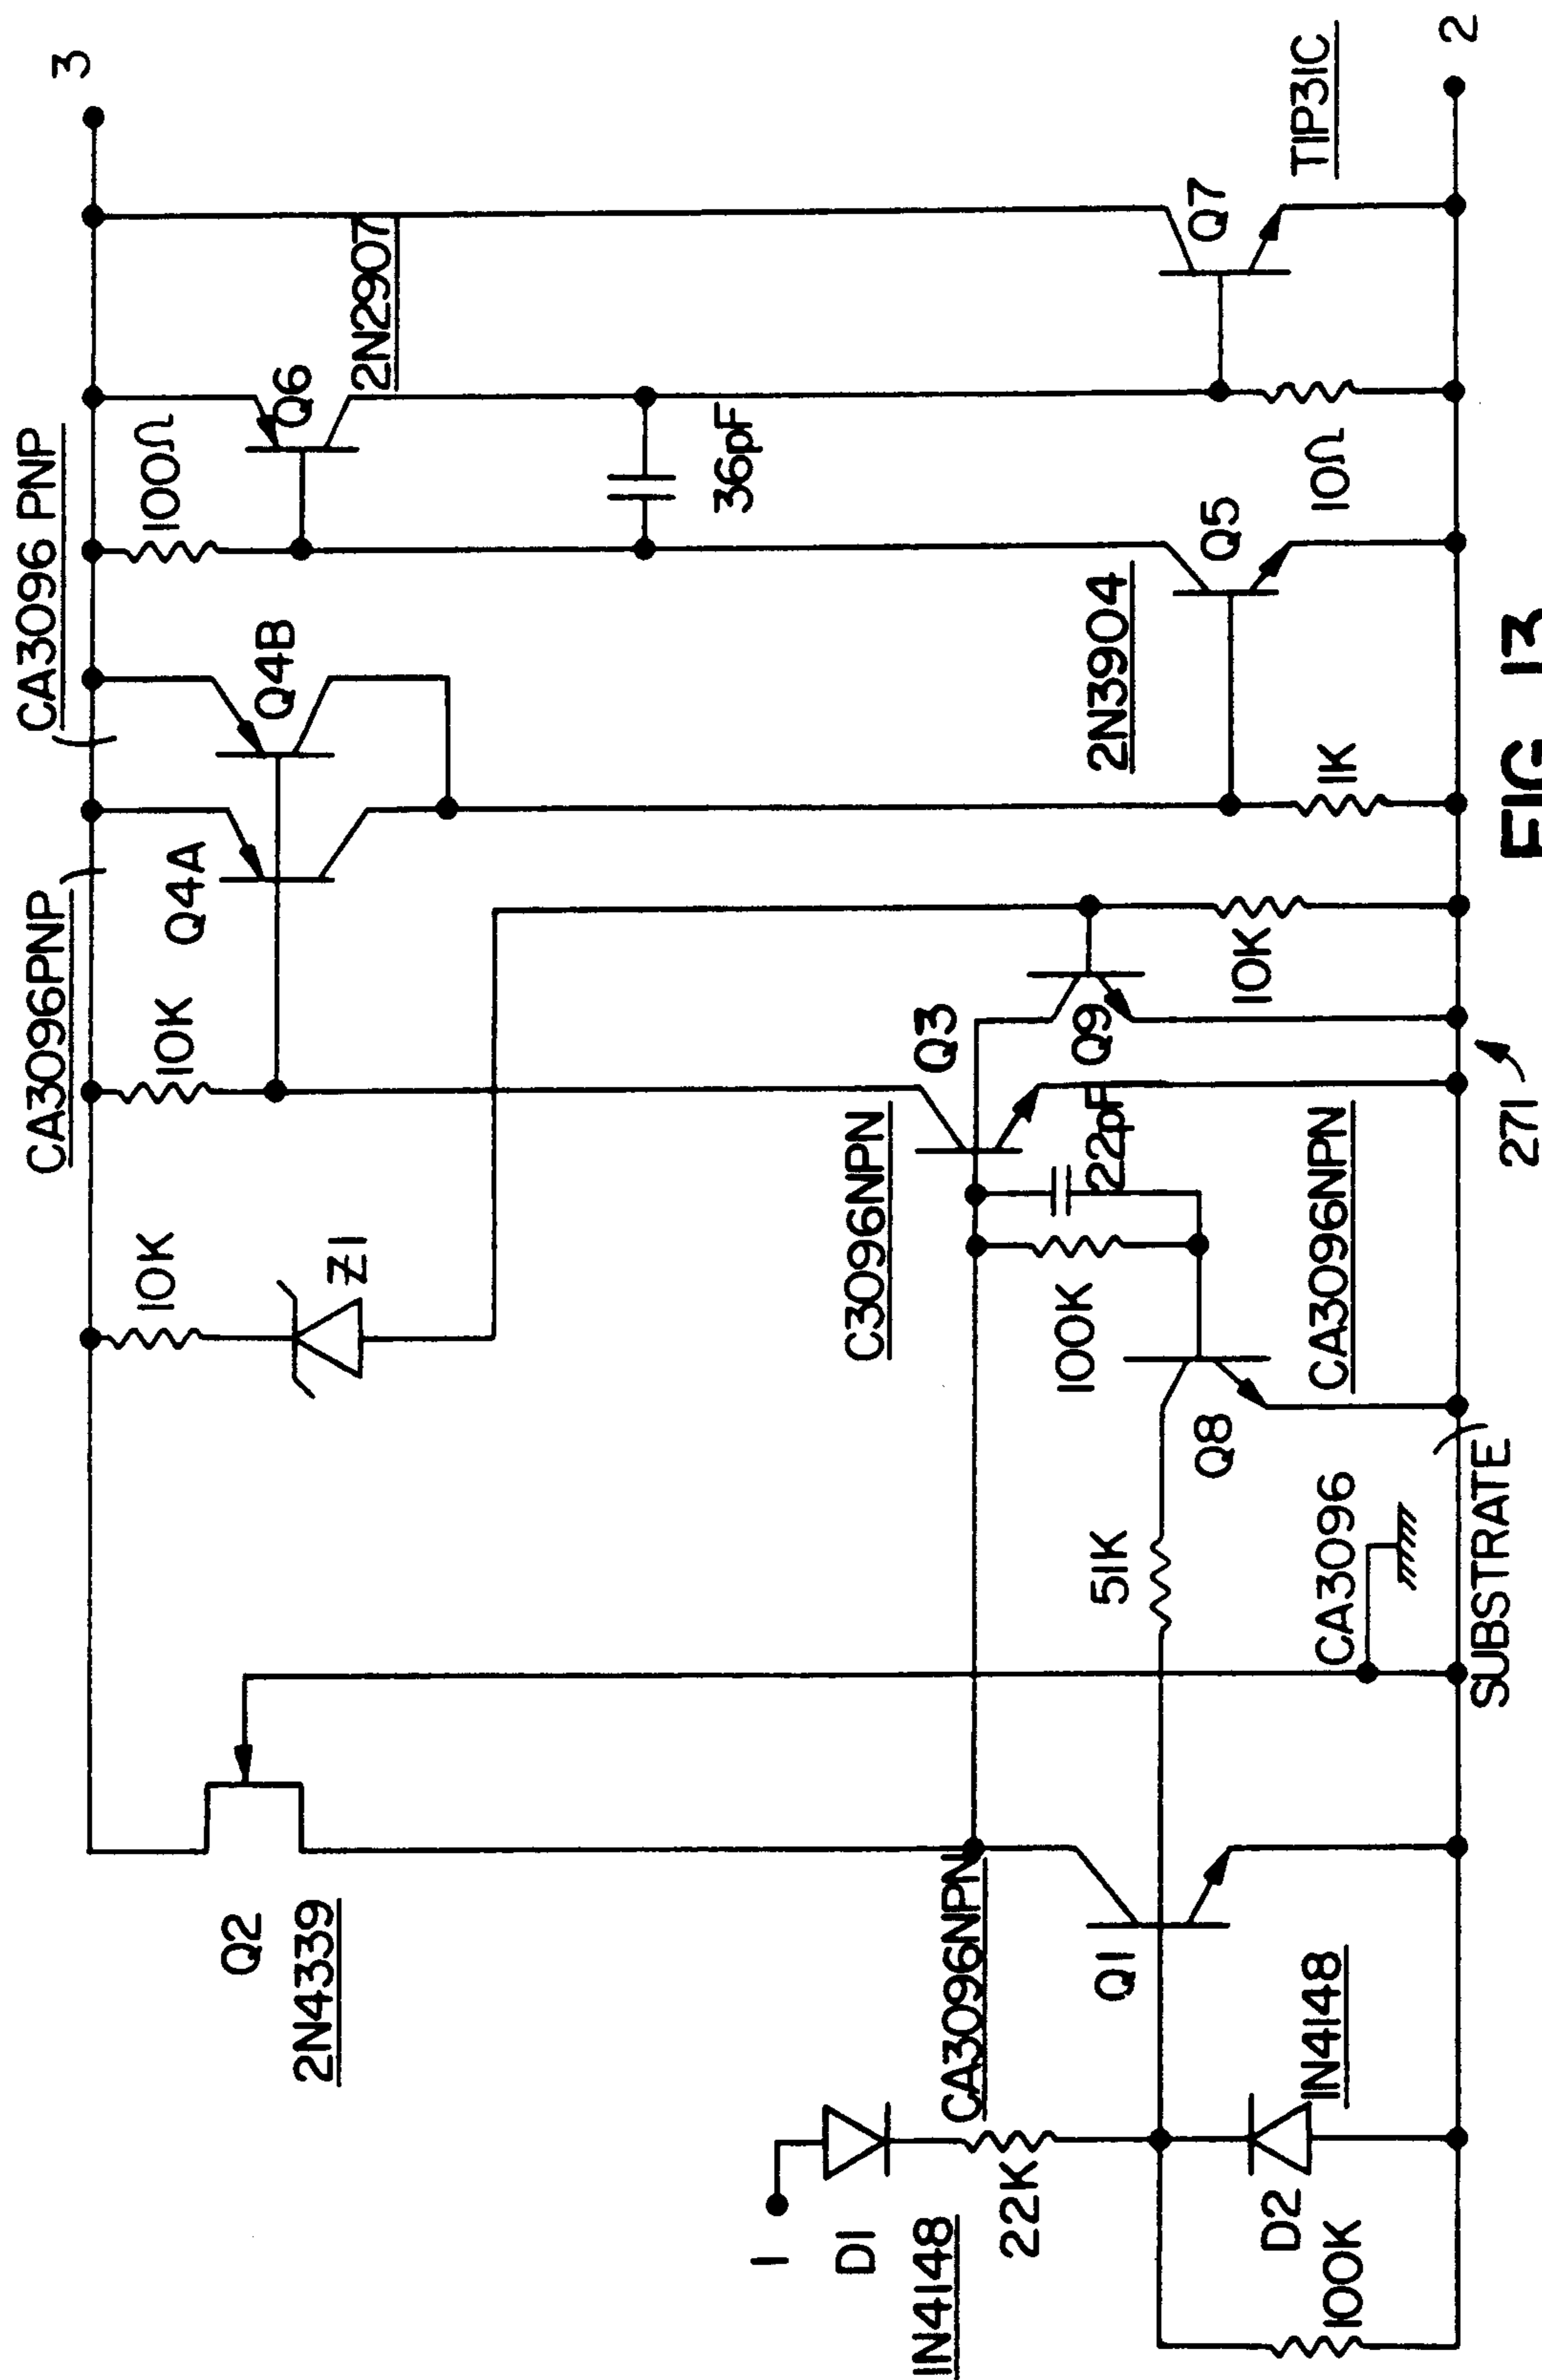 3
CA3096 PNP
CA3096PNP
100Ω
Q6
2N2907
Q4B
Q4A
10K
10K
Z1
Q2
2N4339
36pF
Q7
TIP31C
Q5
10Ω
2N3904
1K
Q3
Q9
10K
C3096NPN
22pF
100K
CA3096NPN
Q8
51K
CA3096
SUBSTRATE
CA3096NPN
Q1
1
D1
IN4148
22K
D2
IN4148
100K
2
271
FIG. 13